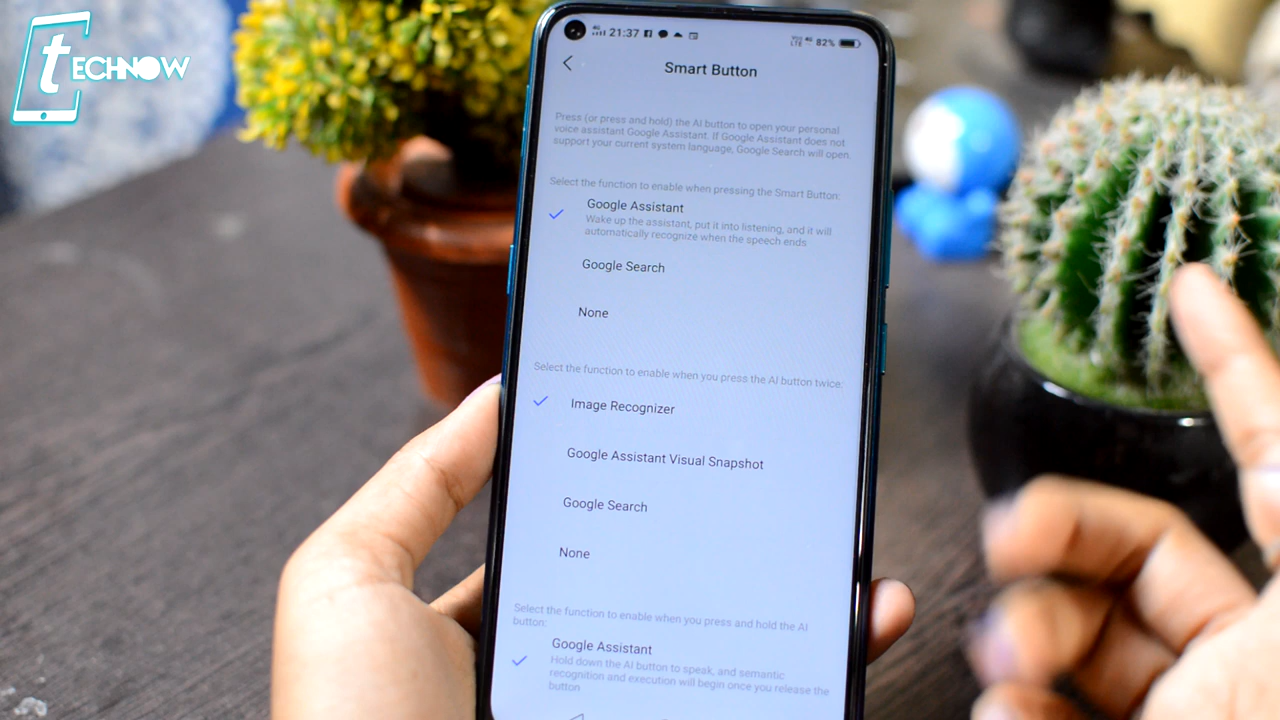 tECHNOW
4G 21:37
VoLTE 4G 82%
Smart Button
Press (or press and hold) the AI button to open your personal
voice assistant Google Assistant. If Google Assistant does not
support your current system language, Google Search will open.
Select the function to enable when pressing the Smart Button:
Google Assistant
Wake up the assistant, put it into listening, and it will
automatically recognize when the speech ends
Google Search
None
Select the function to enable when you press the AI button twice:
Image Recognizer
Google Assistant Visual Snapshot
Google Search
None
Select the function to enable when you press and hold the AI
button:
Google Assistant
Hold down the AI button to speak, and semantic
recognition and execution will begin once you release the
button